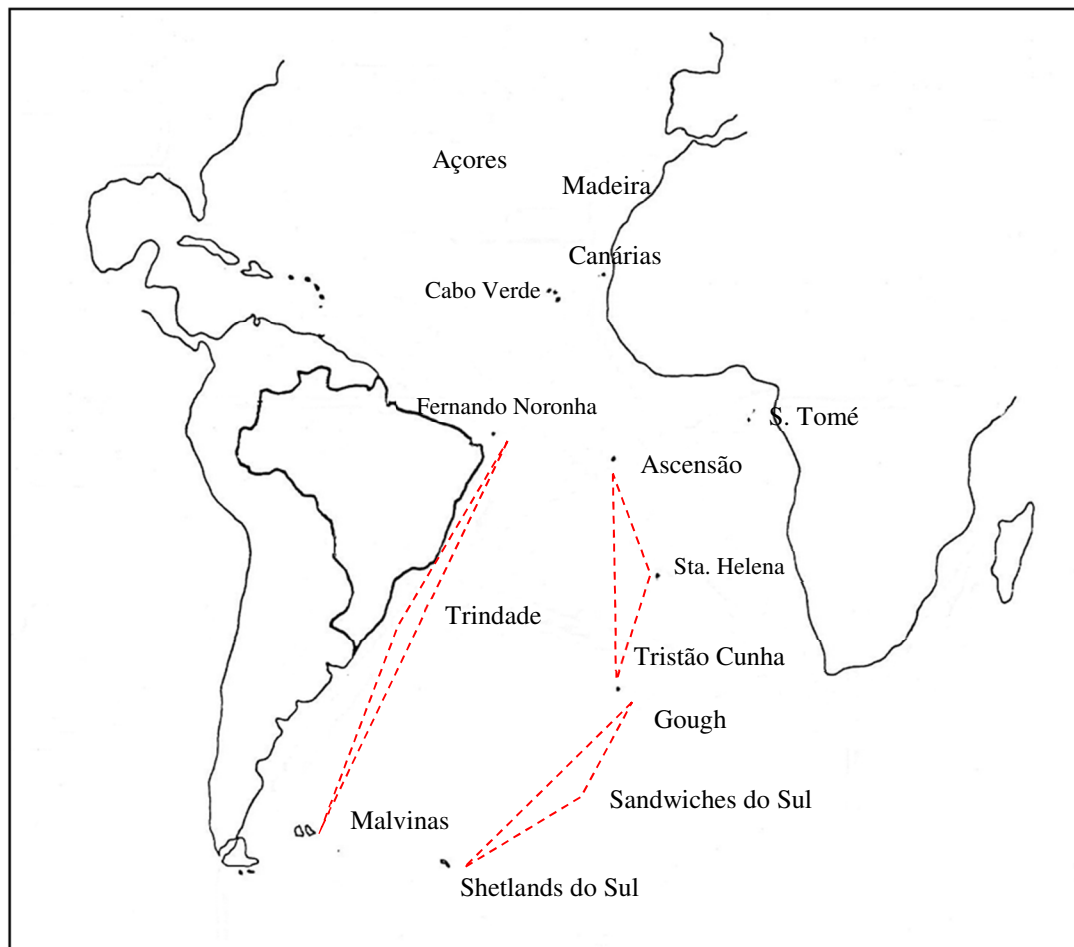 Açores
Madeira
Canárias
Cabo Verde
Fernando Noronha
S. Tomé
Ascensão
Sta. Helena
Trindade
Tristão Cunha
Gough
Sandwiches do Sul
Malvinas
Shetlands do Sul